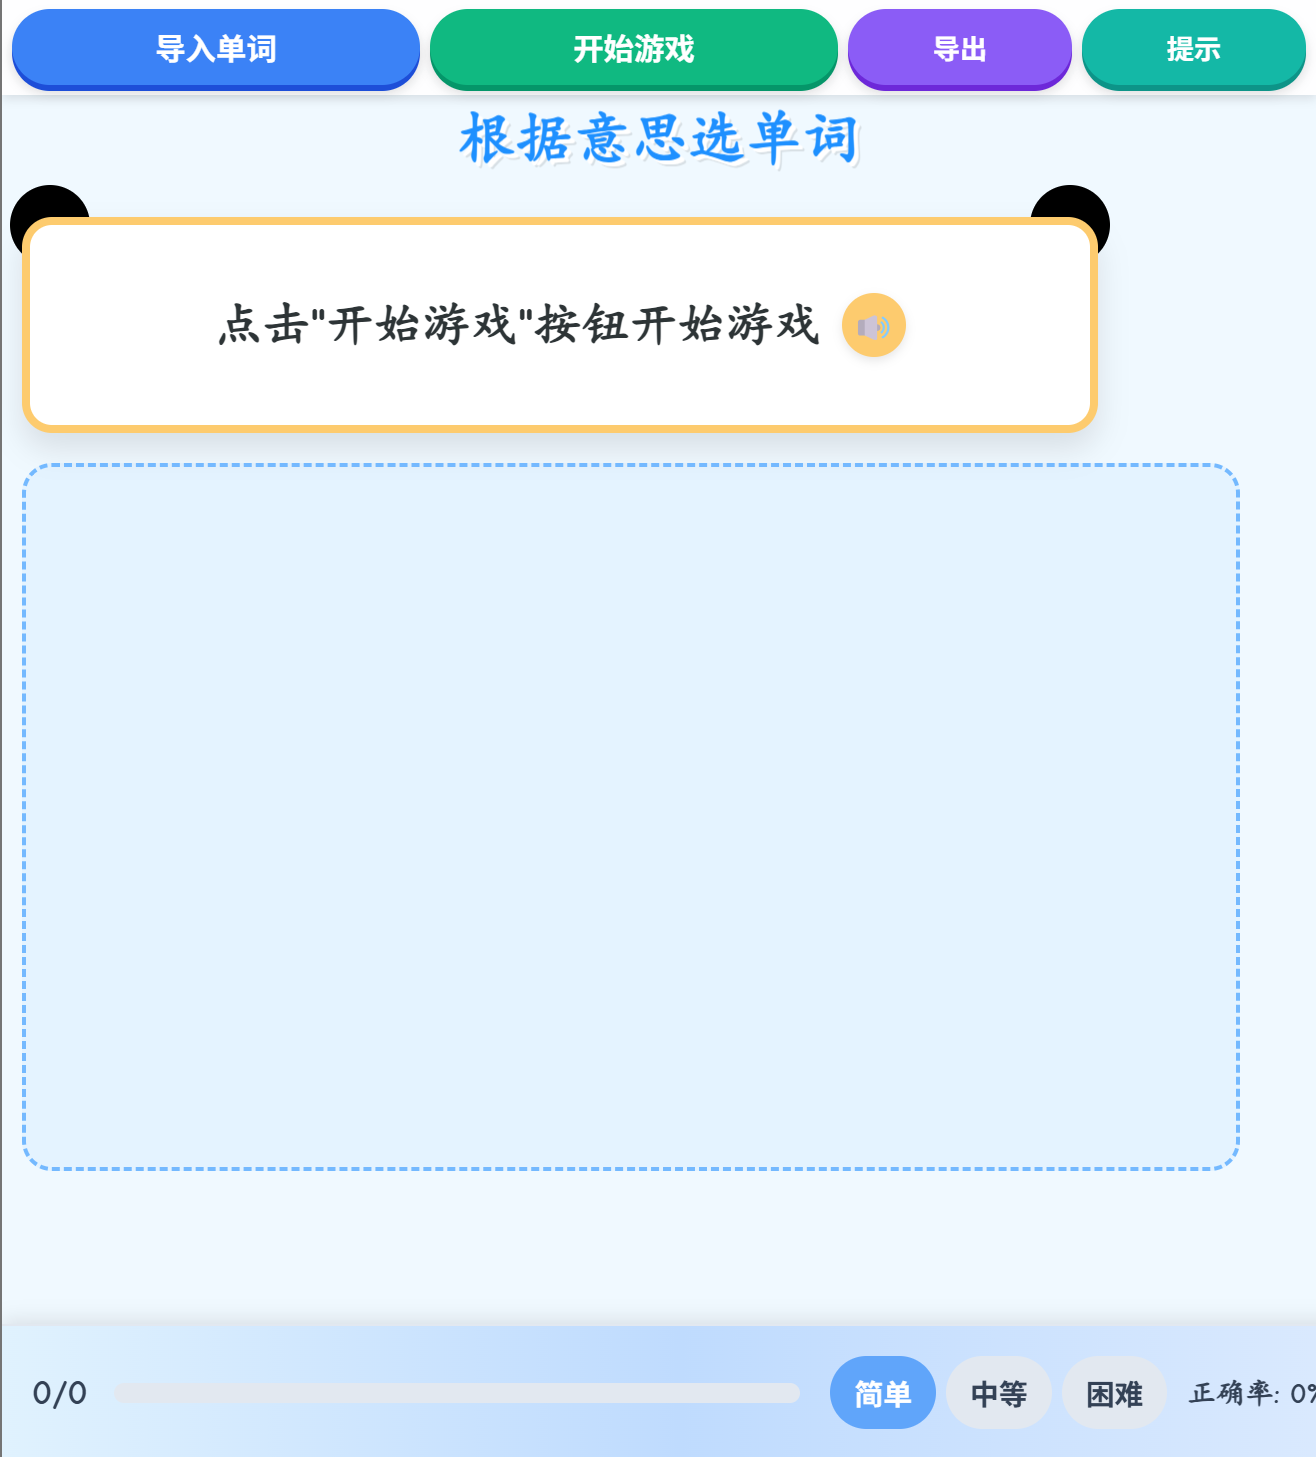 导入单词 开始游戏 导出 提示
根据意思选单词
点击"开始游戏"按钮开始游戏
0/0 简单 中等 困难 正确率: 0%